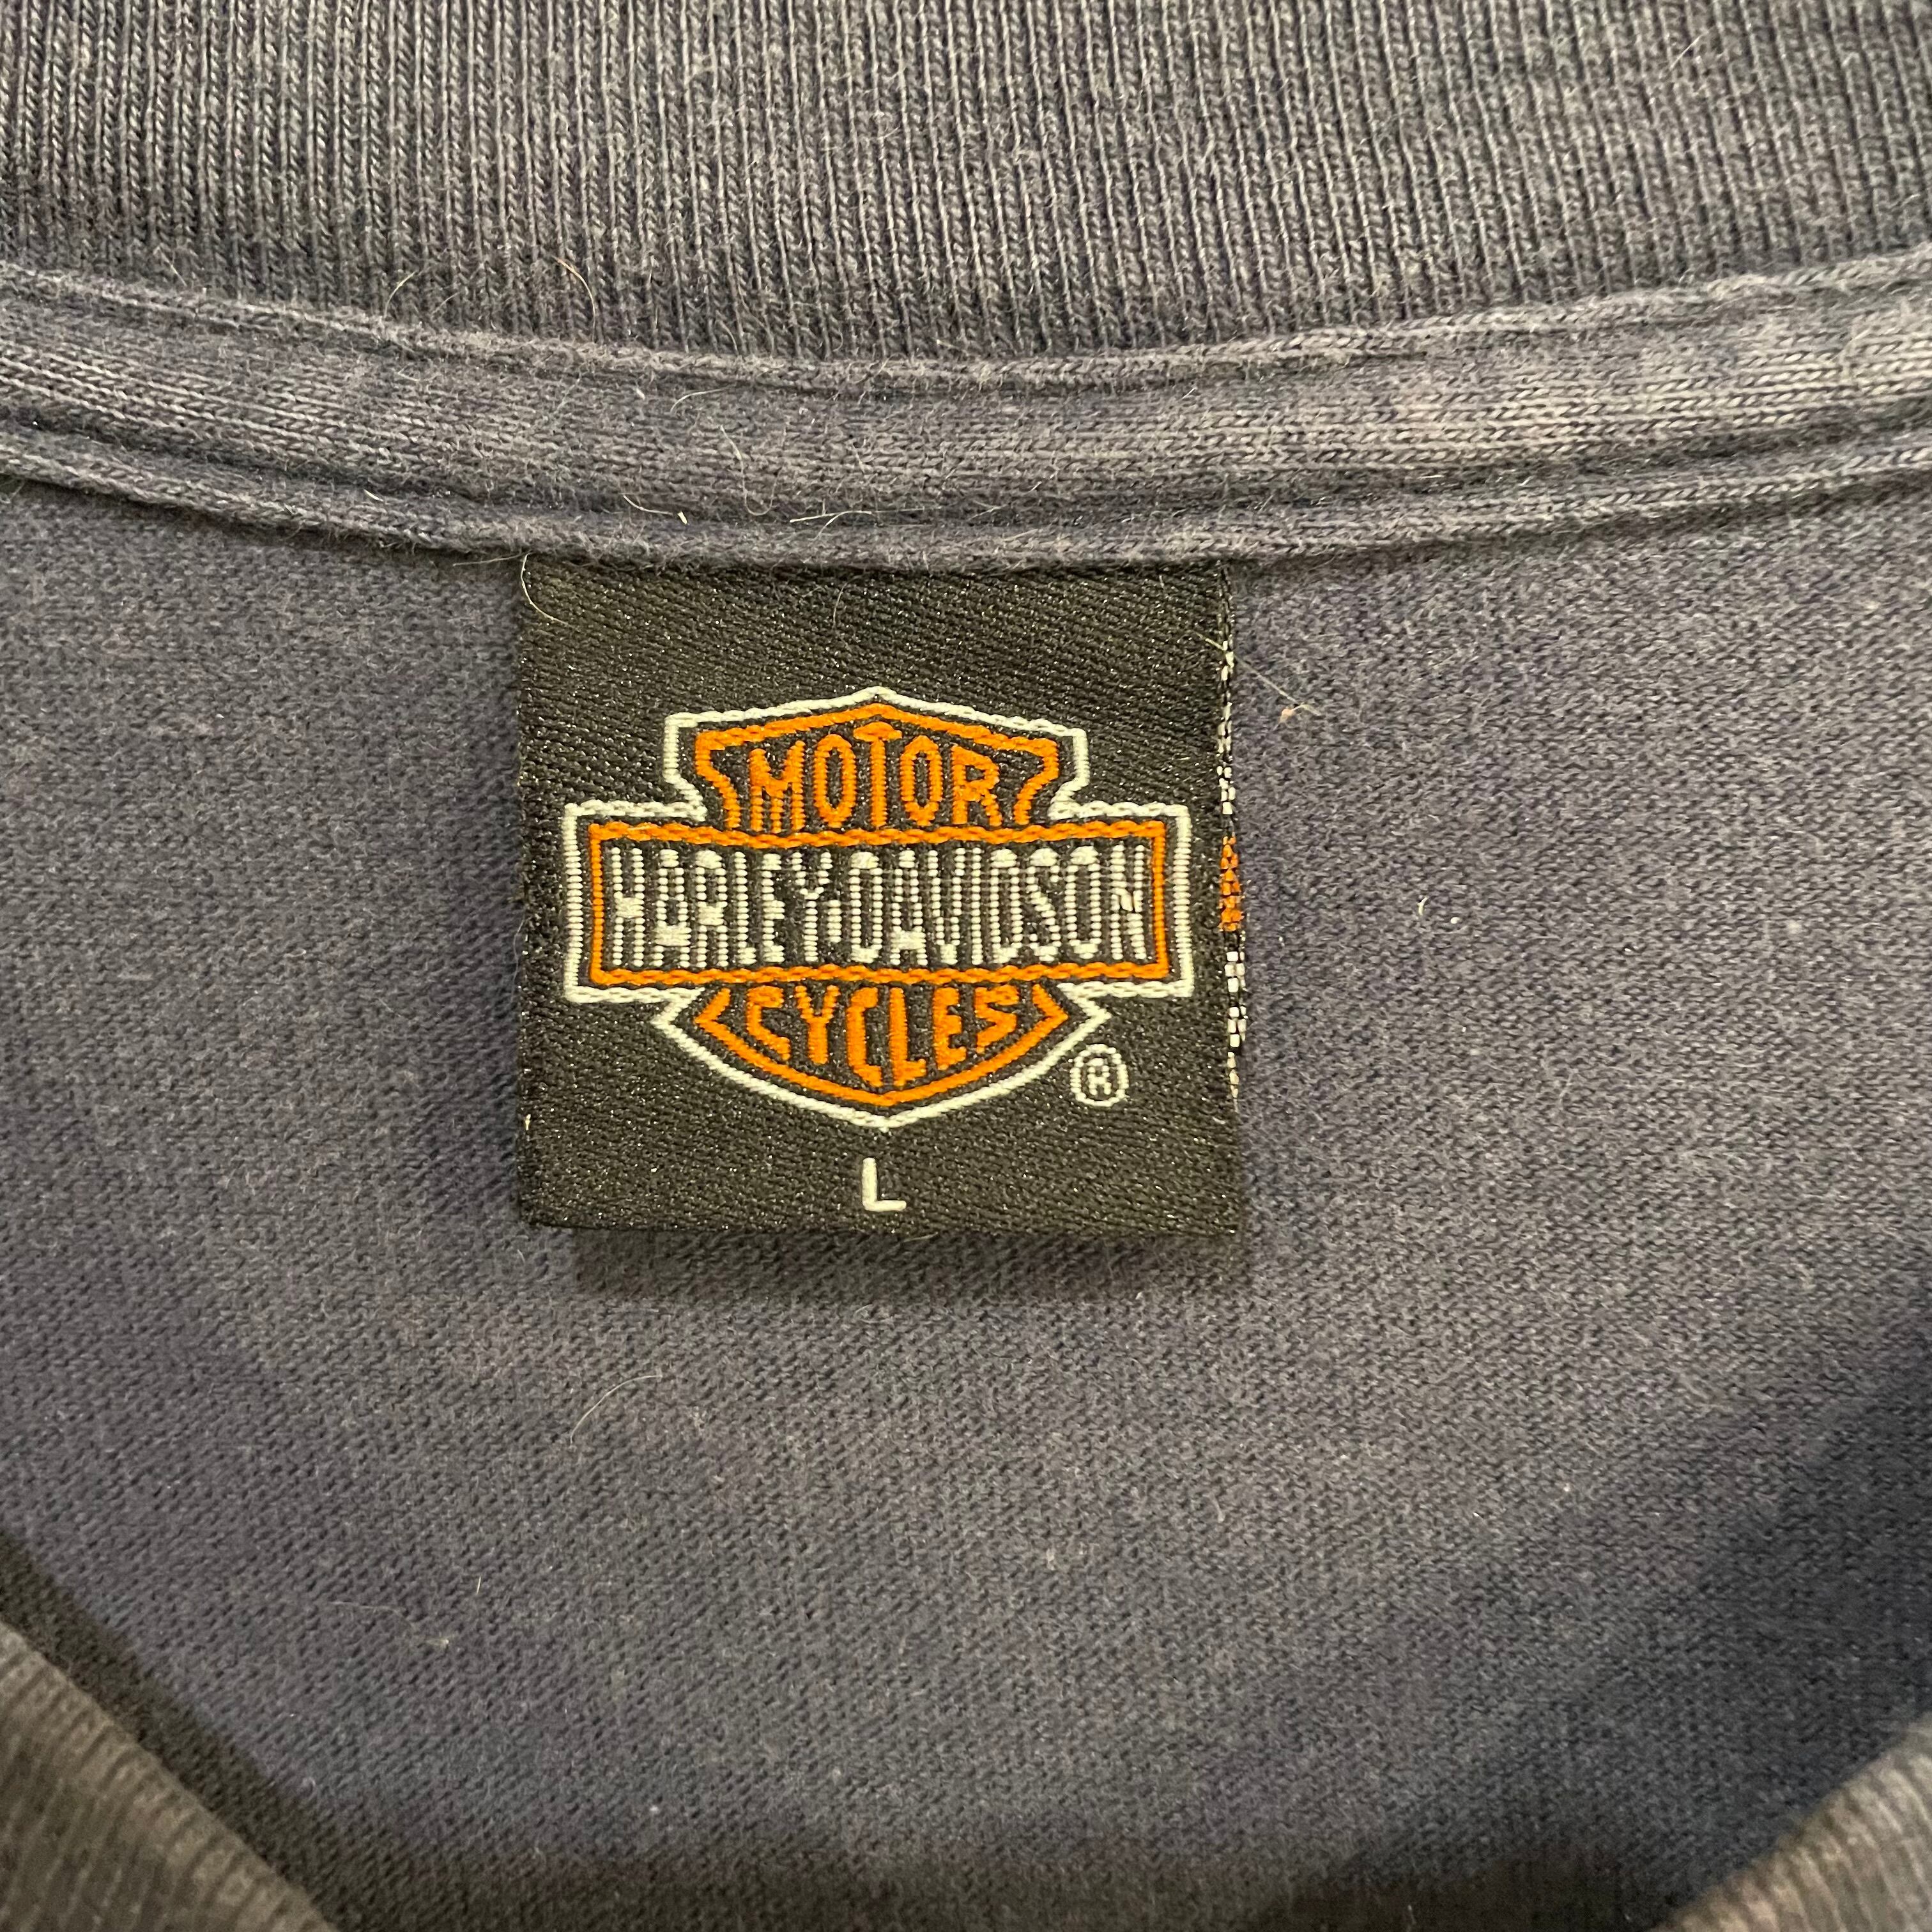 MOTOR
HARLEY-DAVIDSON
CYCLES
®
L